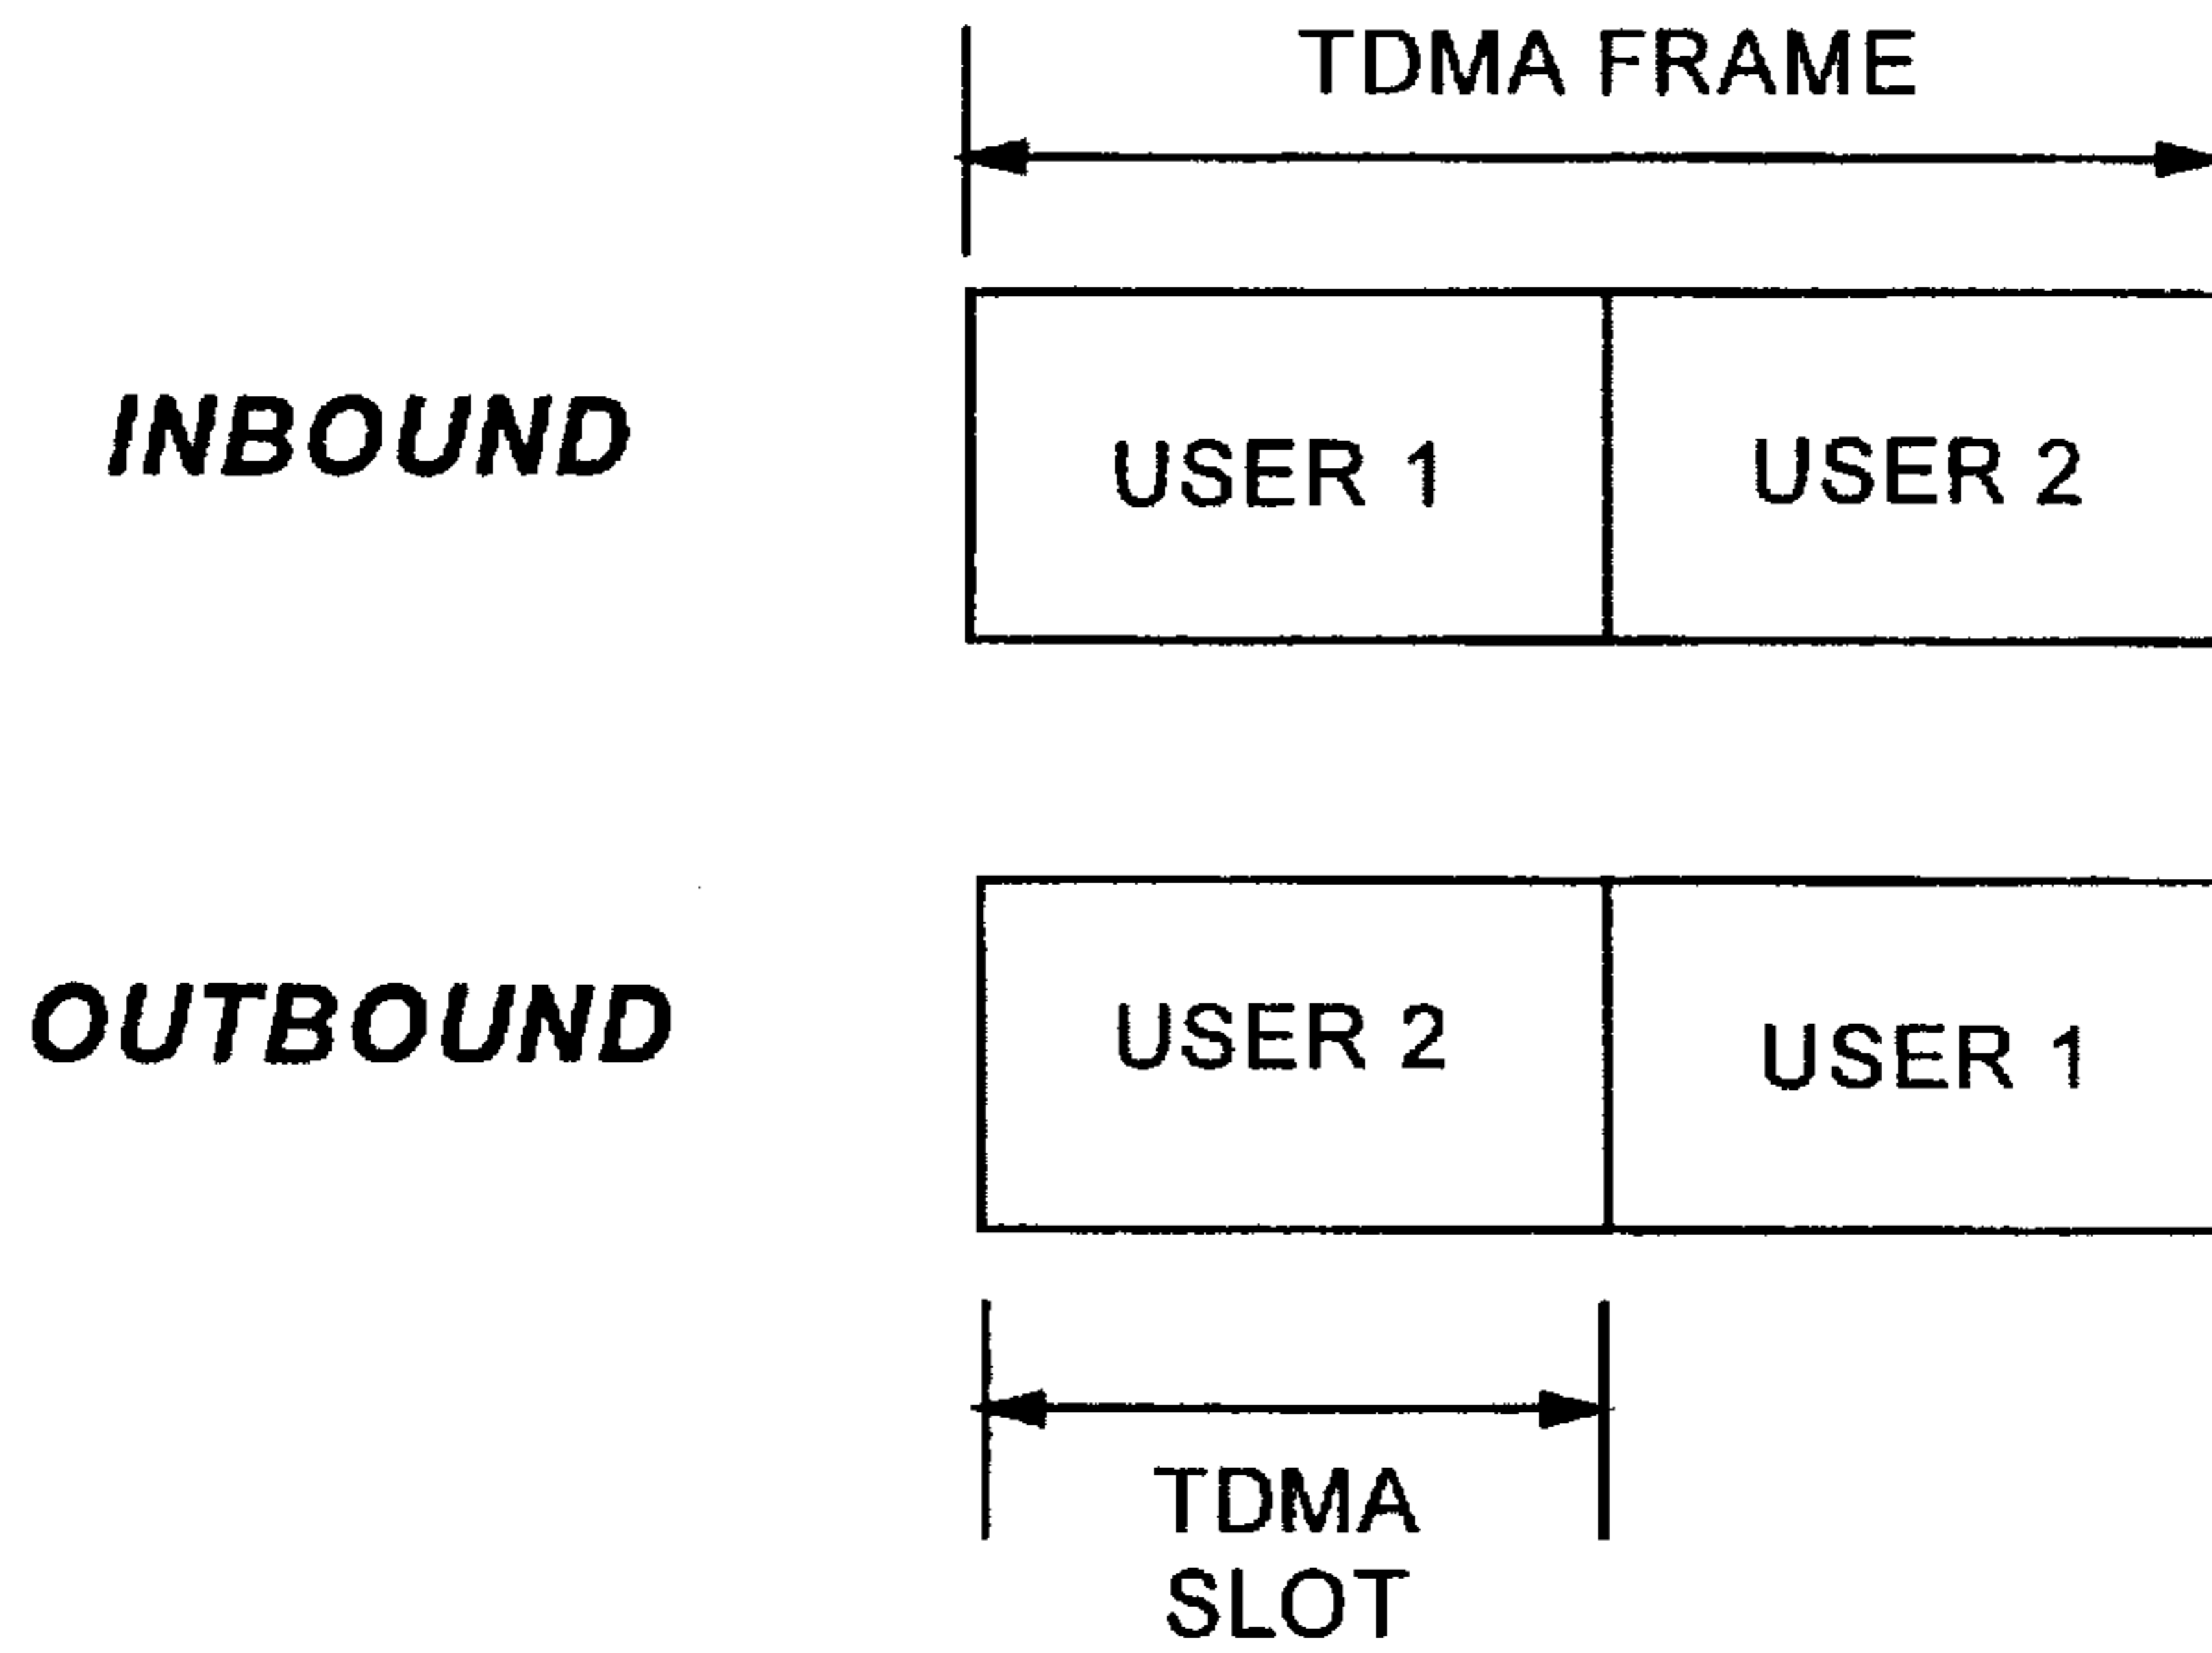 TDMA FRAME
INBOUND
USER 1
USER 2
OUTBOUND
USER 2
USER 1
TDMA
SLOT